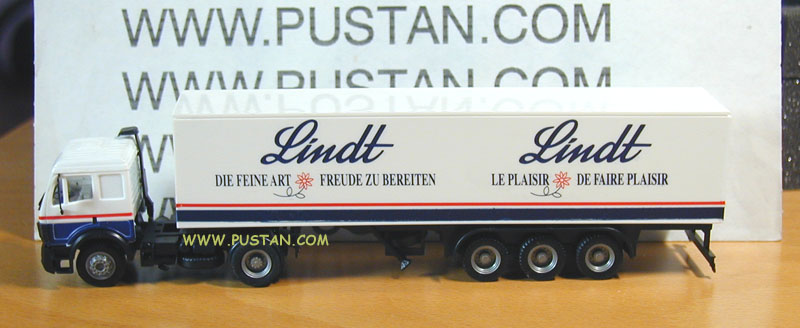 WWW.PUSTAN.COM
WWW.PUSTAN.COM
Lindt Lindt
DIE FEINE ART FREUDE ZU BEREITEN LE PLAISIR DE FAIRE PLAISIR
WWW.PUSTAN.COM